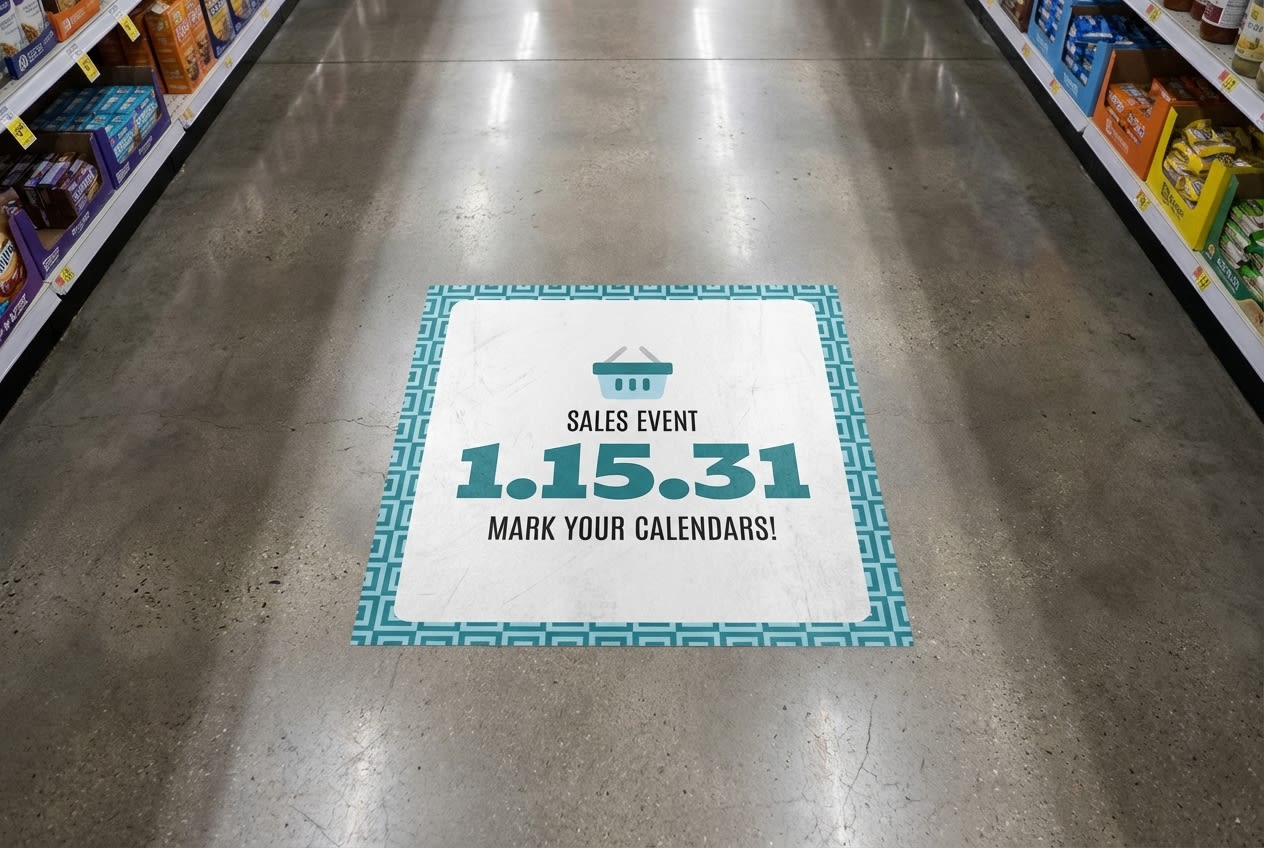 SALES EVENT
1.15.31
MARK YOUR CALENDARS!